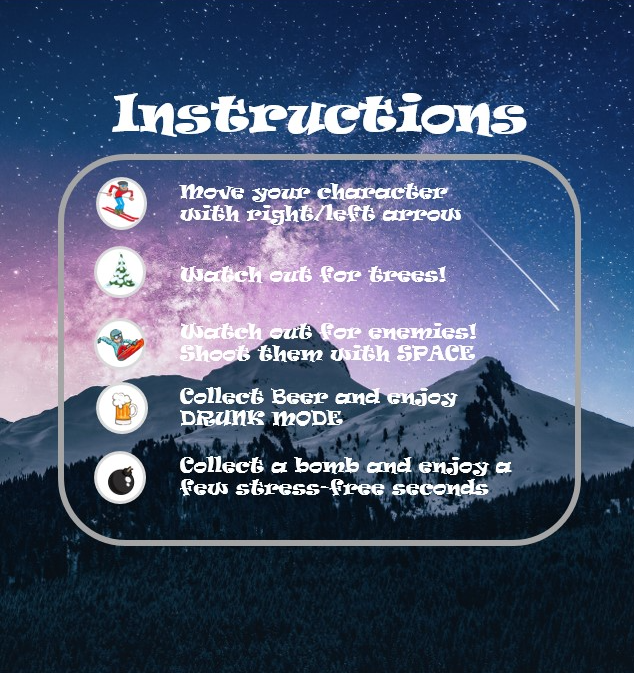 Instructions
Move your character
with right/left arrow
Watch out for trees!
Watch out for enemies!
Shoot them with SPACE
Collect Beer and enjoy
DRUNK MODE
Collect a bomb and enjoy a
few stress-free seconds